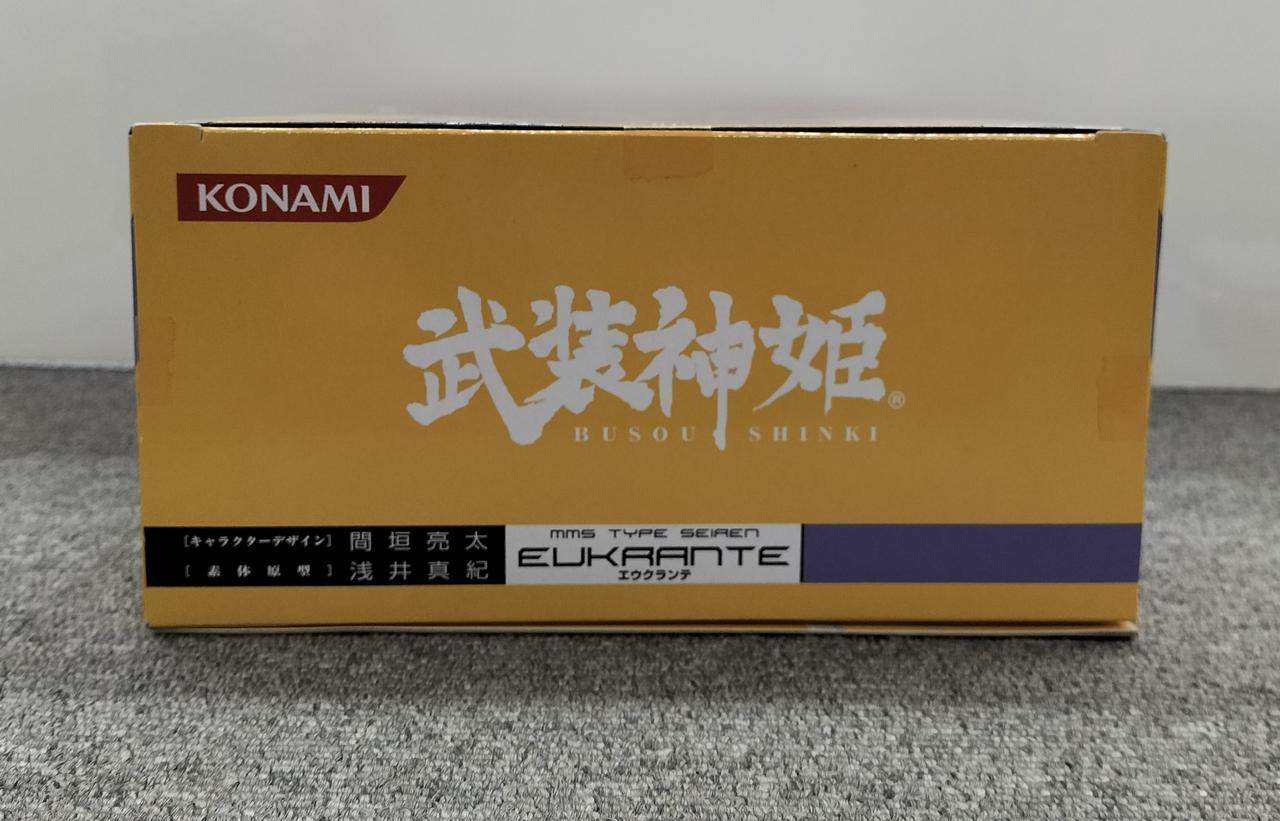 KONAMI
武装神姫®
BUSOU SHINKI
[キャラクターデザイン] 間垣亮太
[素体原型] 浅井真紀
MMS TYPE SEIREN
EUKRANTE
エウクランテ